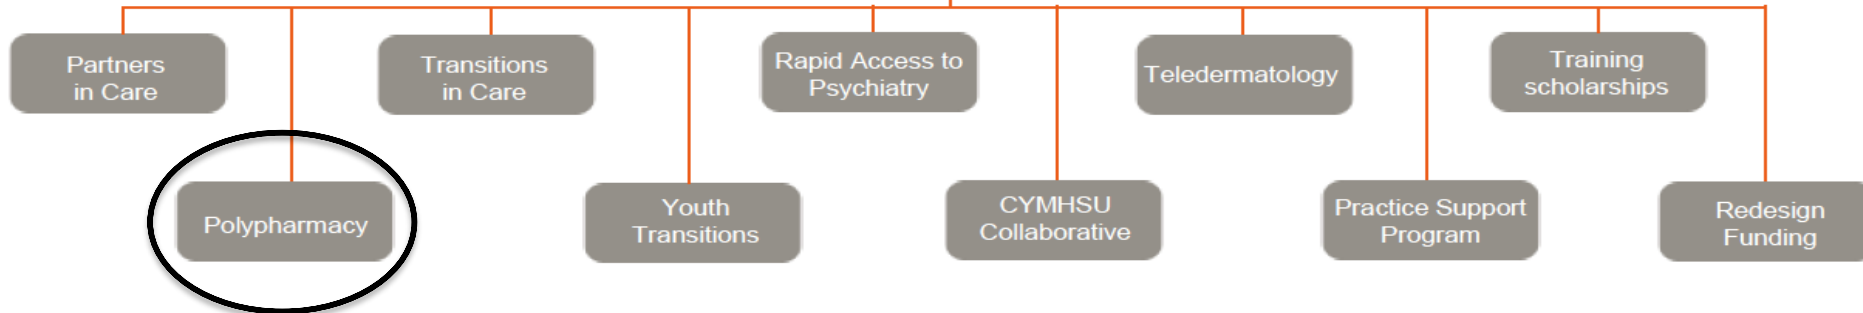 Partners
in Care
Transitions
in Care
Rapid Access to
Psychiatry
Teledermatology
Training
scholarships
Polypharmacy
Youth
Transitions
CYMHSU
Collaborative
Practice Support
Program
Redesign
Funding